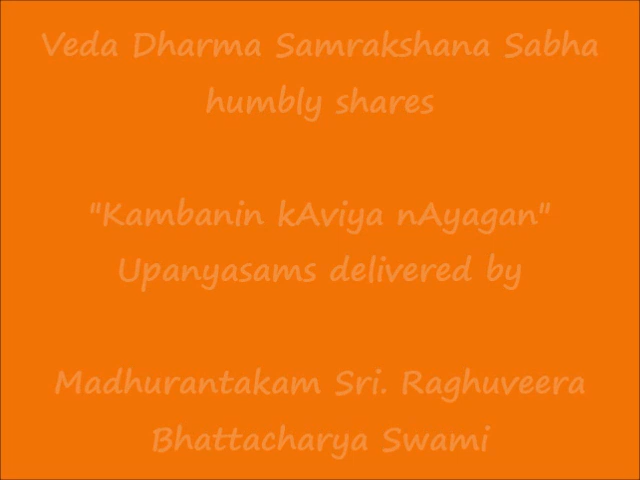 Veda Dharma Samrakshana Sabha
humbly shares
"Kambanin kAviya nAyagan"
Upanyasams delivered by
Madhurantakam Sri. Raghuveera
Bhattacharya Swami